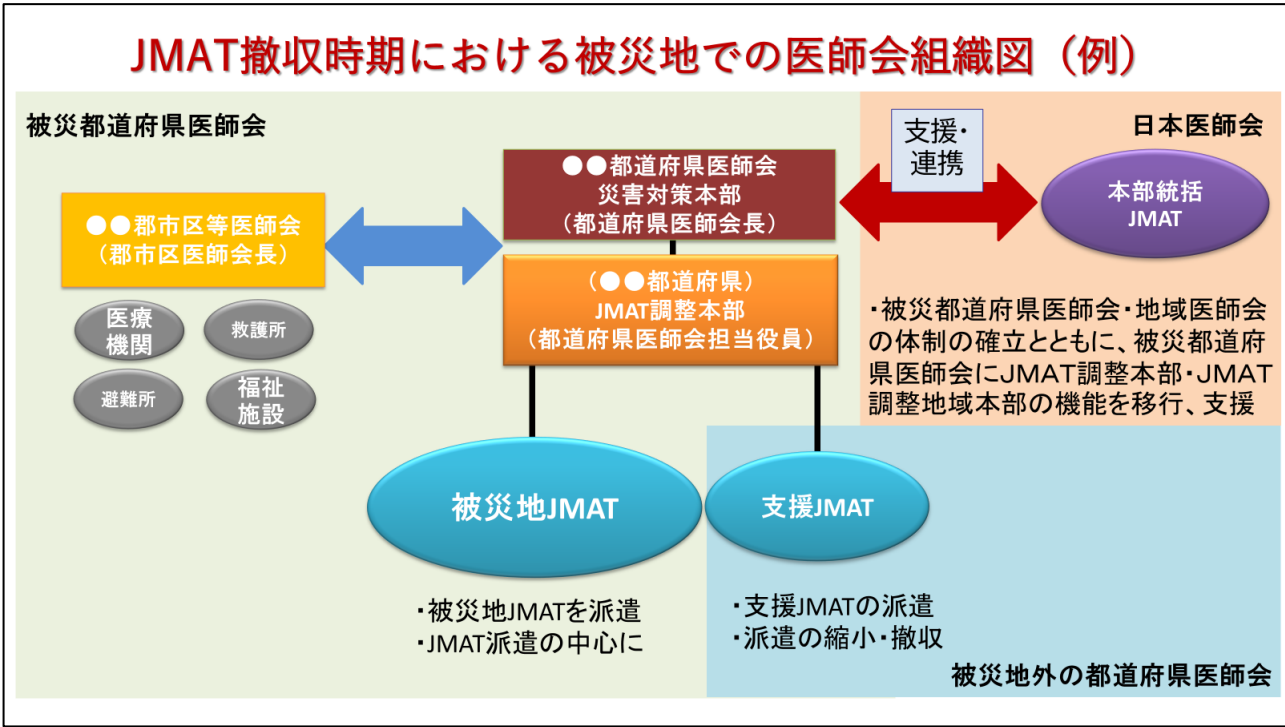 JMAT撤収時期における被災地での医師会組織図（例）
被災都道府県医師会
●●郡市区等医師会
（郡市区医師会長）
医療
機関
救護所
避難所
福祉
施設
●●都道府県医師会
災害対策本部
（都道府県医師会長）
（●●都道府県）
JMAT調整本部
（都道府県医師会担当役員）
支援・
連携
日本医師会
本部統括
JMAT
・被災都道府県医師会・地域医師会
の体制の確立とともに、被災都道府
県医師会にJMAT調整本部・JMAT
調整地域本部の機能を移行、支援
被災地JMAT
支援JMAT
・被災地JMATを派遣
・JMAT派遣の中心に
・支援JMATの派遣
・派遣の縮小・撤収
被災地外の都道府県医師会